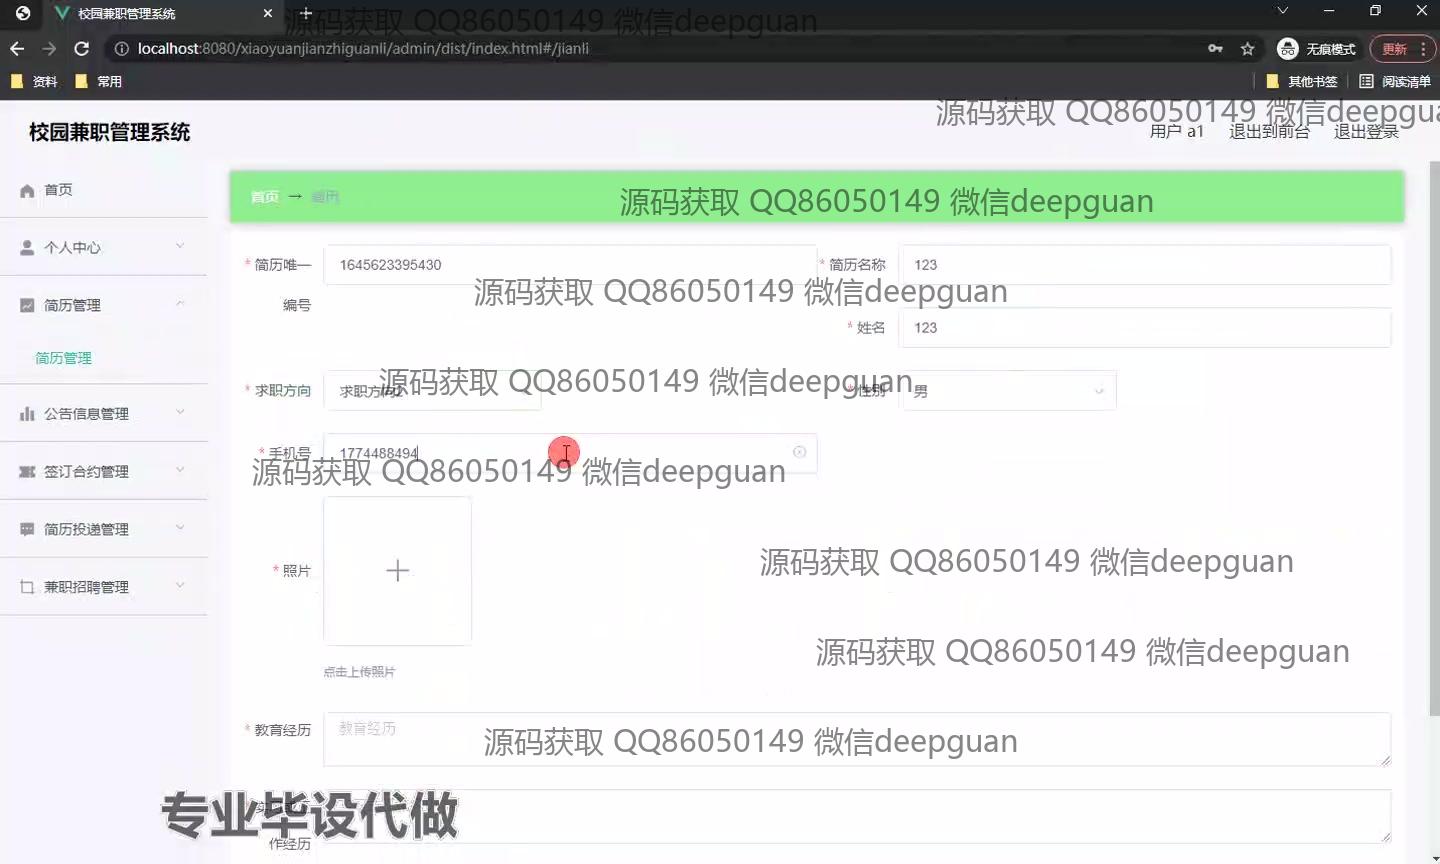 校园兼职管理系统
源码获取 QQ86050149 微信deepguan
localhost:8080/xiaoyuanjianzhiguanli/admin/dist/index.html#/jianli
无痕模式
更新
资料
常用
其他书签
阅读清单
源码获取 QQ86050149 微信deepgua
校园兼职管理系统
用户 a1
退出到前台
退出登录
首页
首页 → 简历
源码获取 QQ86050149 微信deepguan
个人中心
* 简历唯一编号
1645623395430
* 简历名称
123
源码获取 QQ86050149 微信deepguan
简历管理
* 姓名
123
简历管理
* 求职方向
求职方向2
源码获取 QQ86050149 微信deepguan
* 性别
男
公告信息管理
* 手机号
1774488494
签订合约管理
源码获取 QQ86050149 微信deepguan
简历投递管理
* 照片
源码获取 QQ86050149 微信deepguan
兼职招聘管理
源码获取 QQ86050149 微信deepguan
点击上传照片
* 教育经历
教育经历
源码获取 QQ86050149 微信deepguan
专业毕设代做
作经历